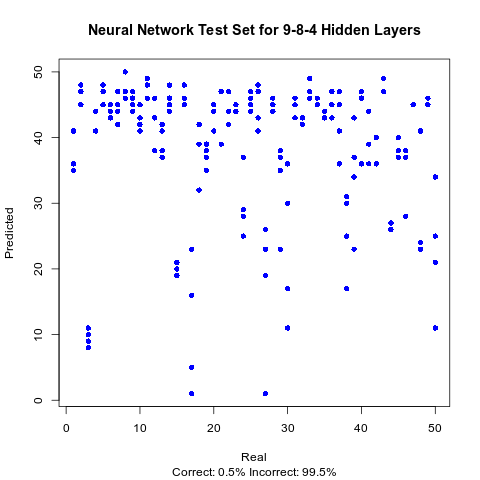 Neural Network Test Set for 9-8-4 Hidden Layers
Predicted
50
40
30
20
10
0
0 10 20 30 40 50
Real
Correct: 0.5% Incorrect: 99.5%